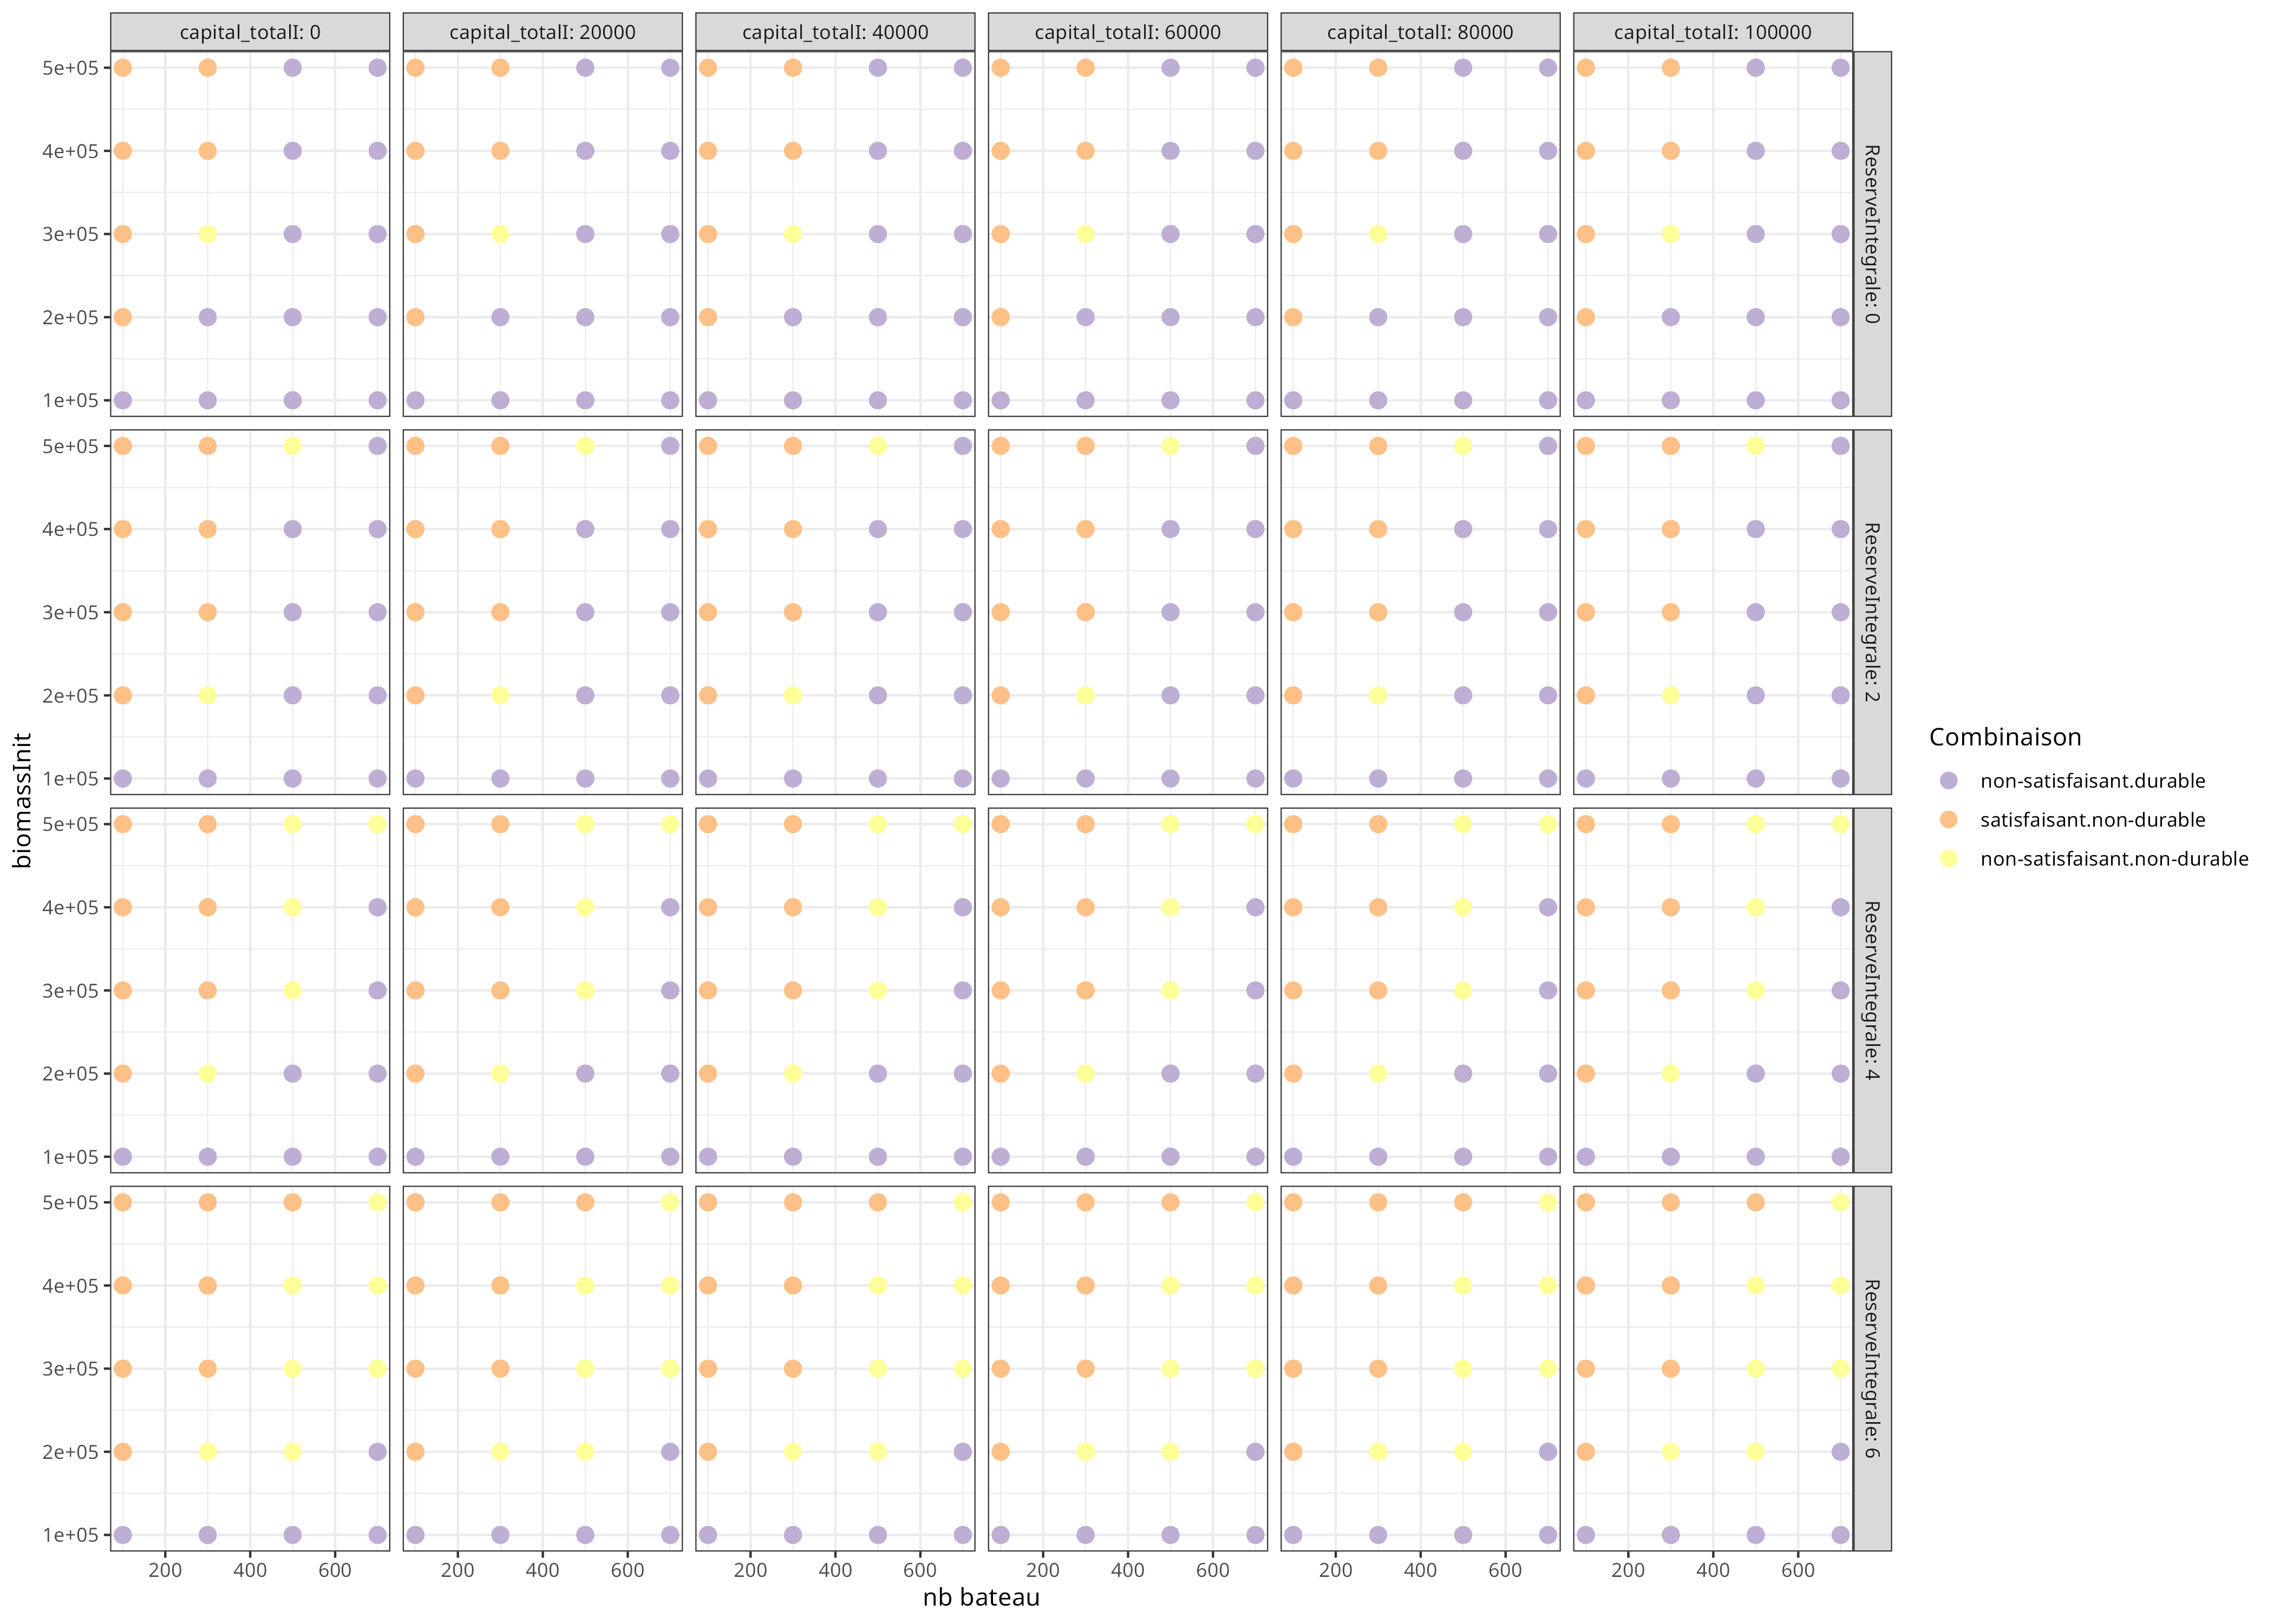 capital_totalI: 0
capital_totalI: 20000
capital_totalI: 40000
capital_totalI: 60000
capital_totalI: 80000
capital_totalI: 100000
5e+05
4e+05
3e+05
2e+05
1e+05
ReserveIntegrale: 0
5e+05
4e+05
3e+05
2e+05
1e+05
ReserveIntegrale: 2
5e+05
4e+05
3e+05
2e+05
1e+05
ReserveIntegrale: 4
5e+05
4e+05
3e+05
2e+05
1e+05
ReserveIntegrale: 6
200 400 600
200 400 600
200 400 600
200 400 600
200 400 600
200 400 600
nb bateau
biomassInit
Combinaison
non-satisfaisant.durable
satisfaisant.non-durable
non-satisfaisant.non-durable